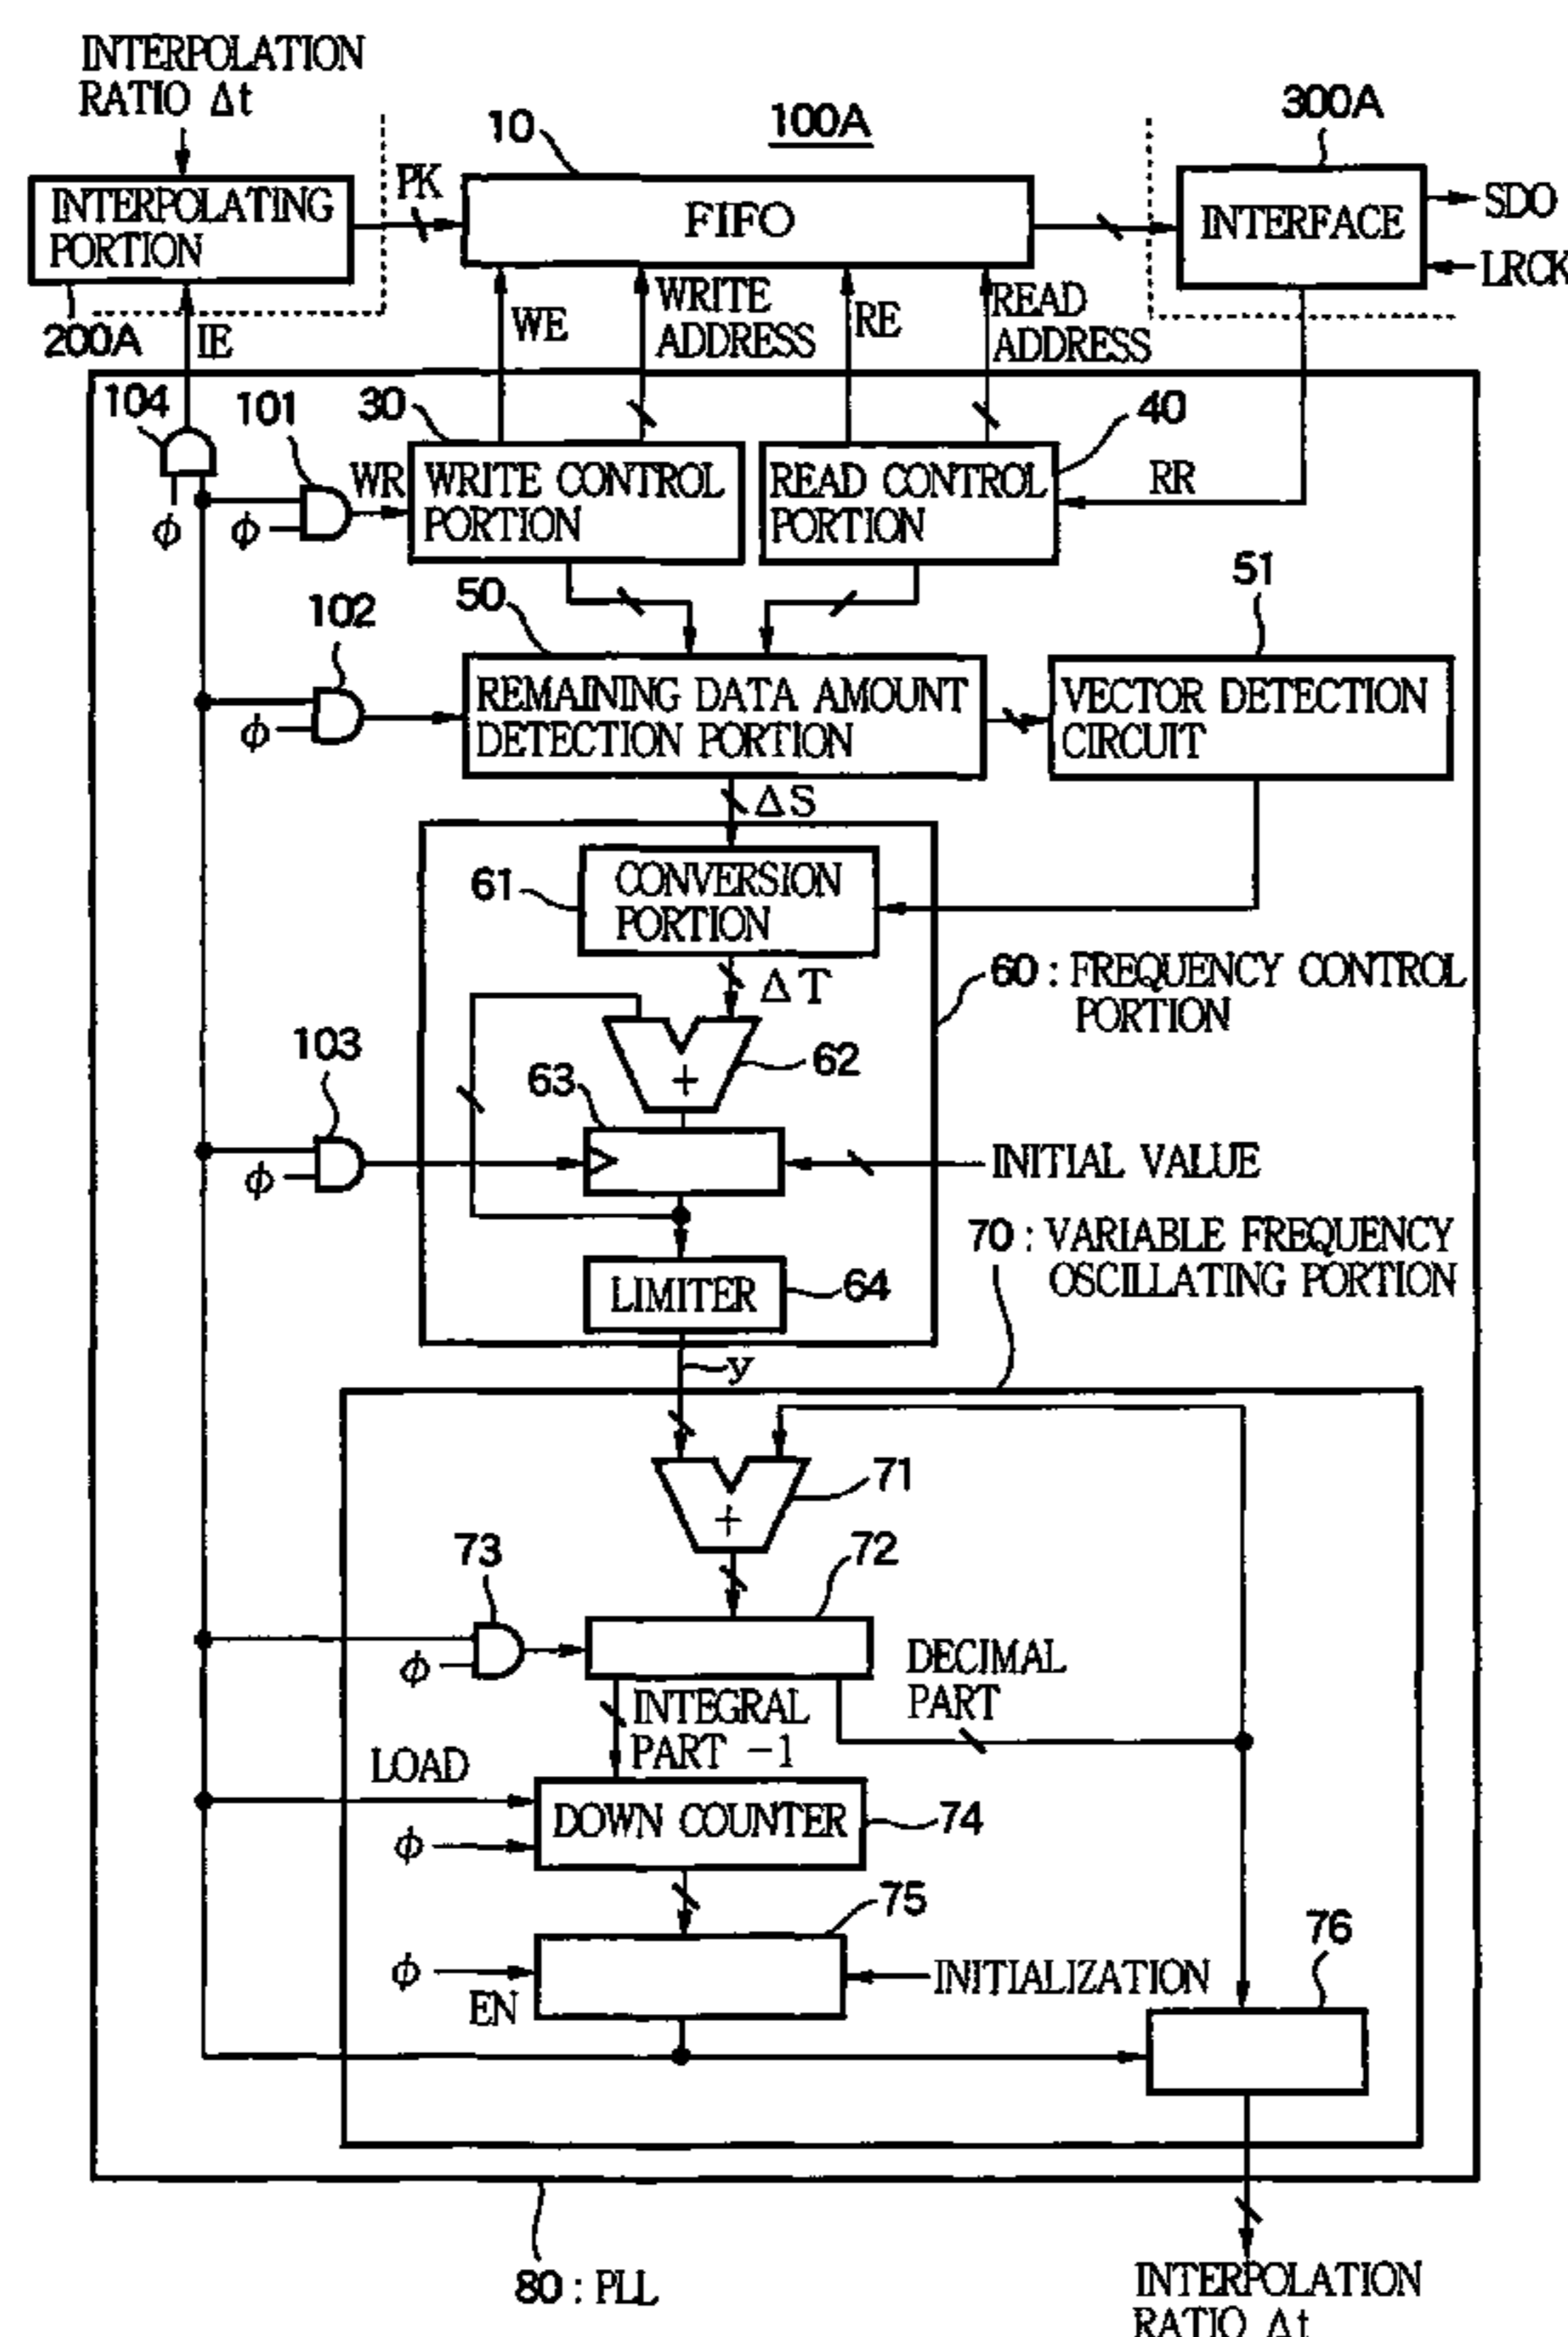 INTERPOLATION
RATIO Δt
10
100A
300A
INTERPOLATING
PORTION
PK
FIFO
INTERFACE
SDO
LRCK
200A
IE
WE
WRITE
ADDRESS
RE
READ
ADDRESS
104
101
30
40
WR
WRITE CONTROL
PORTION
READ CONTROL
PORTION
RR
ϕ
ϕ
102
50
51
ϕ
REMAINING DATA AMOUNT
DETECTION PORTION
VECTOR DETECTION
CIRCUIT
ΔS
61
CONVERSION
PORTION
60 : FREQUENCY CONTROL
PORTION
ΔT
103
62
+
63
ϕ
INITIAL VALUE
70 : VARIABLE FREQUENCY
OSCILLATING PORTION
LIMITER
64
y
71
+
73
72
ϕ
DECIMAL
PART
INTEGRAL
PART -1
LOAD
DOWN COUNTER
74
ϕ
75
76
ϕ
EN
INITIALIZATION
80 : PLL
INTERPOLATION
RATIO Δt